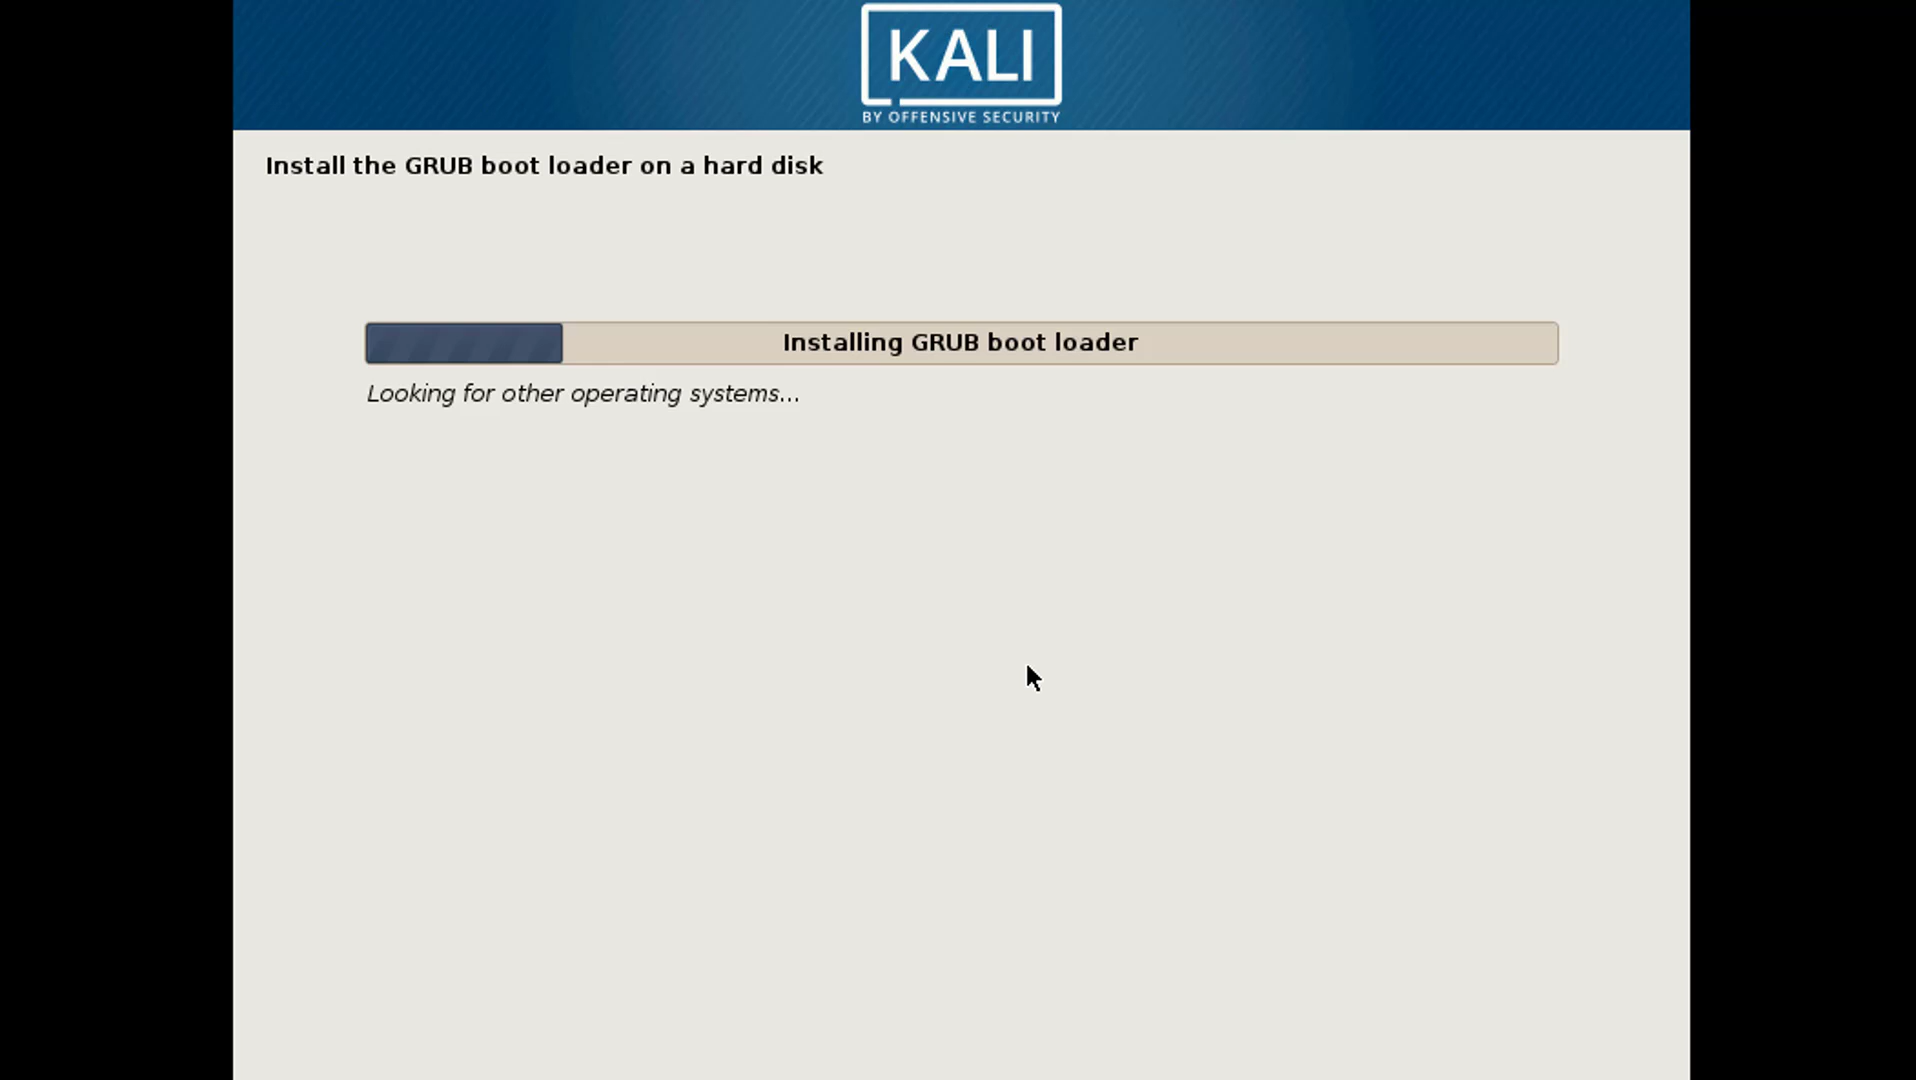 KALI
BY OFFENSIVE SECURITY
Install the GRUB boot loader on a hard disk
Installing GRUB boot loader
Looking for other operating systems...